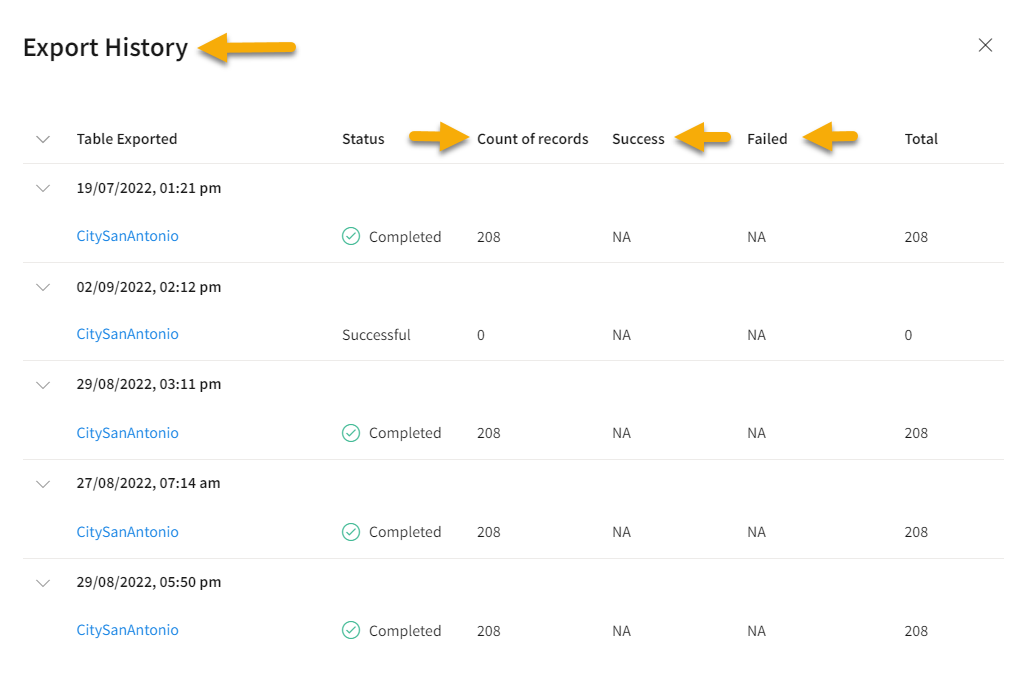 Export History
Table Exported Status Count of records Success Failed Total
19/07/2022, 01:21 pm
CitySanAntonio Completed 208 NA NA 208
02/09/2022, 02:12 pm
CitySanAntonio Successful 0 NA NA 0
29/08/2022, 03:11 pm
CitySanAntonio Completed 208 NA NA 208
27/08/2022, 07:14 am
CitySanAntonio Completed 208 NA NA 208
29/08/2022, 05:50 pm
CitySanAntonio Completed 208 NA NA 208